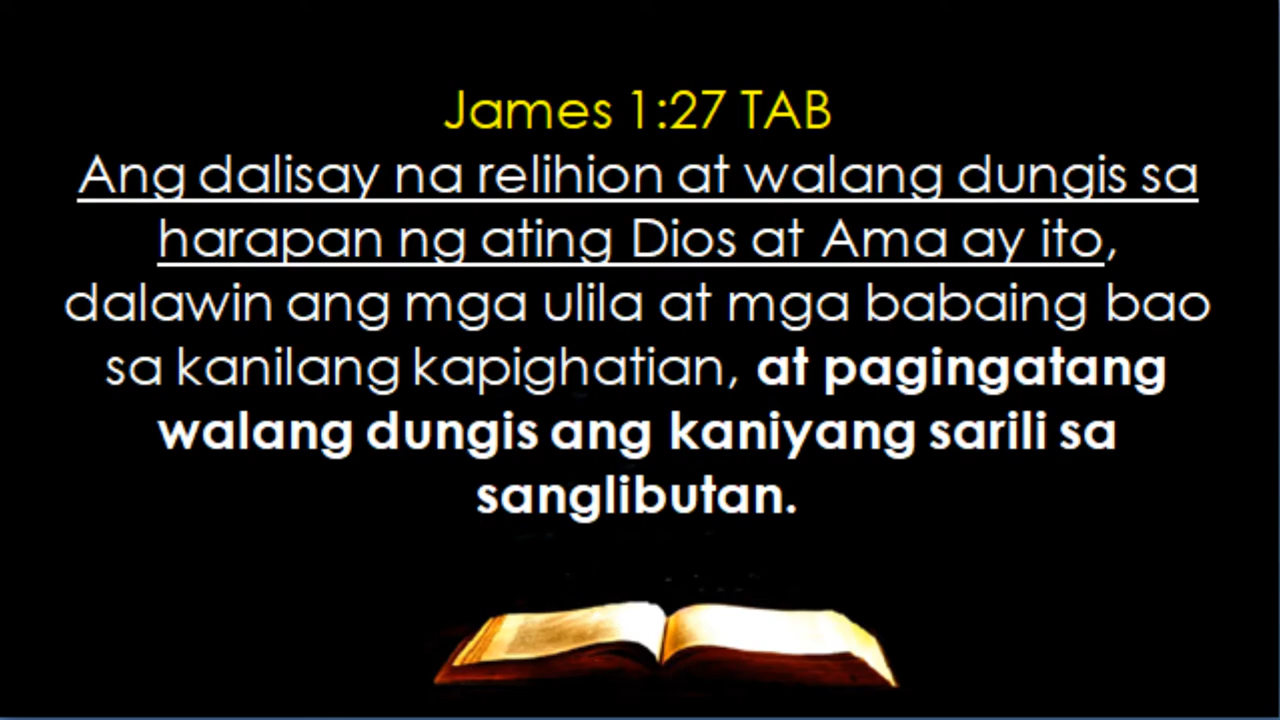 James 1:27 TAB
Ang dalisay na relihion at walang dungis sa
harapan ng ating Dios at Ama ay ito,
dalawin ang mga ulila at mga babaing bao
sa kanilang kapighatian, at pagingatang
walang dungis ang kaniyang sarili sa
sanglibutan.